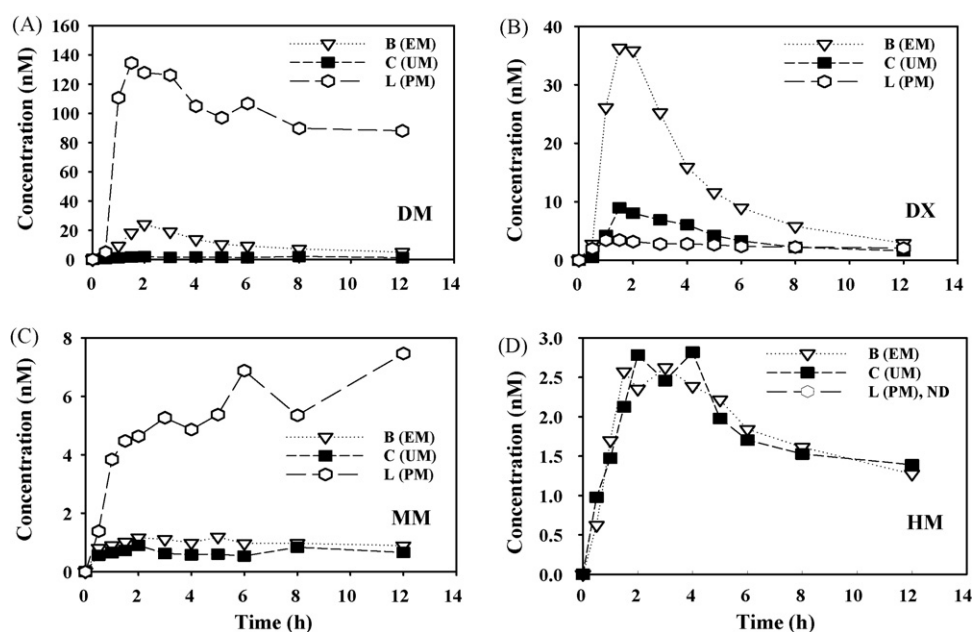 (A)
160
140
120
100
80
60
40
20
0
0 2 4 6 8 10 12 14
Concentration (nM)
B (EM)
C (UM)
L (PM)
DM
(B)
40
30
20
10
0
0 2 4 6 8 10 12 14
Concentration (nM)
B (EM)
C (UM)
L (PM)
DX
(C)
8
6
4
2
0
0 2 4 6 8 10 12 14
Concentration (nM)
Time (h)
B (EM)
C (UM)
L (PM)
MM
(D)
3.0
2.5
2.0
1.5
1.0
0.5
0.0
0 2 4 6 8 10 12 14
Concentration (nM)
Time (h)
B (EM)
C (UM)
L (PM), ND
HM